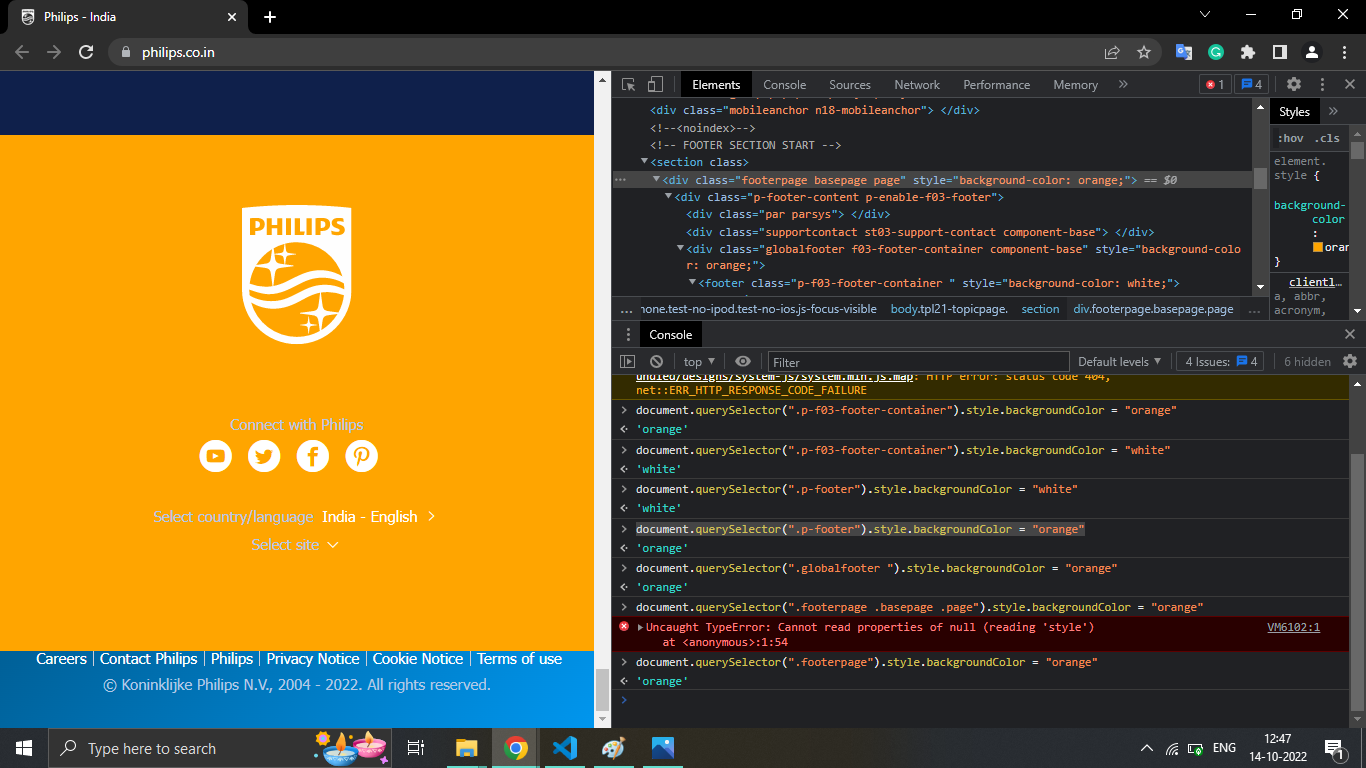 Philips - India
philips.co.in
PHILIPS
Connect with Philips
Select country/language India - English
Select site
Careers | Contact Philips | Philips | Privacy Notice | Cookie Notice | Terms of use
© Koninklijke Philips N.V., 2004 - 2022. All rights reserved.
Elements Console Sources Network Performance Memory » 1 4
<div class="mobileanchor n18-mobileanchor"> </div>
<!--<noindex>-->
<!-- FOOTER SECTION START -->
<section class>
<div class="footerpage basepage page" style="background-color: orange;"> == $0
<div class="p-footer-content p-enable-f03-footer">
<div class="par parsys"> </div>
<div class="supportcontact st03-support-contact component-base"> </div>
<div class="globalfooter f03-footer-container component-base" style="background-colo
r: orange;">
<footer class="p-f03-footer-container " style="background-color: white;">
... none.test-no-ipod.test-no-ios.js-focus-visible body.tpl21-topicpage. section div.footerpage.basepage.page ...
Styles »
:hov .cls
element.
style {
background-
color
:
oran
}
clientl…
a, abbr,
acronym,
Console
top Filter Default levels 4 Issues: 4 6 hidden
undled/designs/system-js/system.min.js.map: HTTP error: status code 404,
net::ERR_HTTP_RESPONSE_CODE_FAILURE
document.querySelector(".p-f03-footer-container").style.backgroundColor = "orange"
'orange'
document.querySelector(".p-f03-footer-container").style.backgroundColor = "white"
'white'
document.querySelector(".p-footer").style.backgroundColor = "white"
'white'
document.querySelector(".p-footer").style.backgroundColor = "orange"
'orange'
document.querySelector(".globalfooter ").style.backgroundColor = "orange"
'orange'
document.querySelector(".footerpage .basepage .page").style.backgroundColor = "orange"
Uncaught TypeError: Cannot read properties of null (reading 'style') VM6102:1
at <anonymous>:1:54
document.querySelector(".footerpage").style.backgroundColor = "orange"
'orange'
Type here to search
ENG
12:47
14-10-2022
1